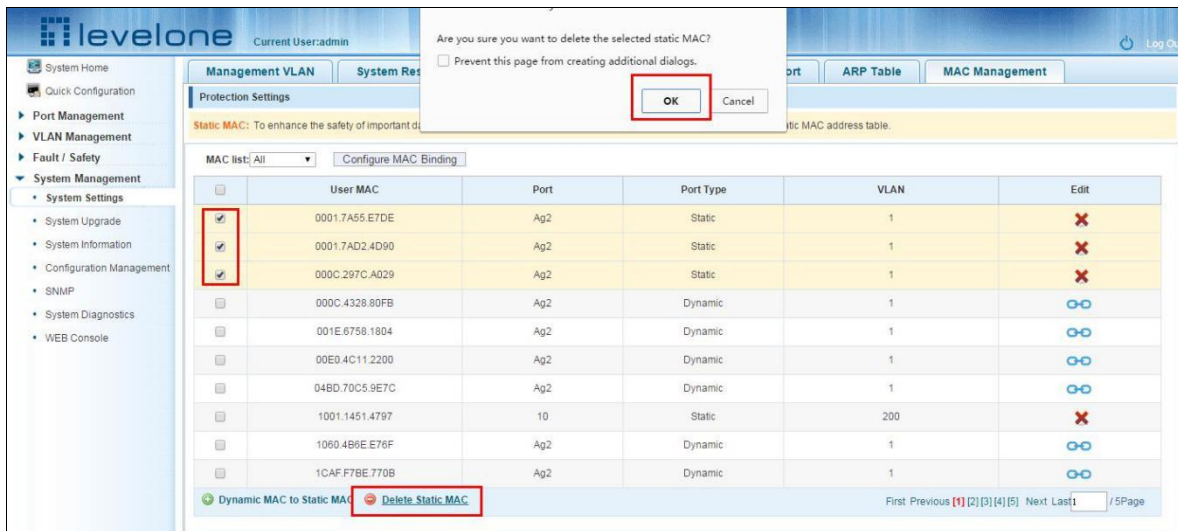 levelone
Current User:admin
Are you sure you want to delete the selected static MAC?
Prevent this page from creating additional dialogs.
OK Cancel
System Home
Quick Configuration
Port Management
VLAN Management
Fault / Safety
System Management
System Settings
System Upgrade
System Information
Configuration Management
SNMP
System Diagnostics
WEB Console
Management VLAN System Res ort ARP Table MAC Management
Protection Settings
Static MAC: To enhance the safety of important da tic MAC address table.
MAC list: All Configure MAC Binding
User MAC Port Port Type VLAN Edit
0001.7A55.E7DE Ag2 Static 1
0001.7AD2.4D90 Ag2 Static 1
000C.297C.A029 Ag2 Static 1
000C.4328.80FB Ag2 Dynamic 1
001E.6758.1804 Ag2 Dynamic 1
00E0.4C11.2200 Ag2 Dynamic 1
04BD.70C5.9E7C Ag2 Dynamic 1
1001.1451.4797 10 Static 200
1060.4B6E.E76F Ag2 Dynamic 1
1CAF.F7BE.770B Ag2 Dynamic 1
Dynamic MAC to Static MAC Delete Static MAC First Previous [1] [2] [3] [4] [5] Next Last 1 / 5Page